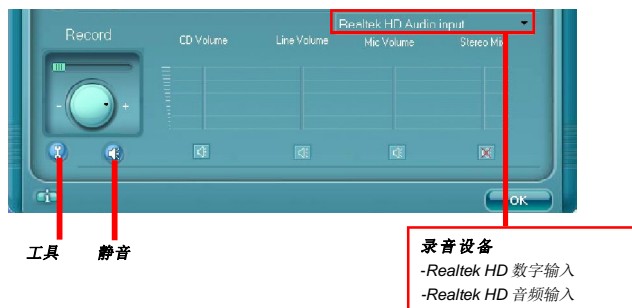 Realtek HD Audio input
Record
CD Volume
Line Volume
Mic Volume
Stereo Mix
- +
OK
工具
静音
录音设备
-Realtek HD 数字输入
-Realtek HD 音频输入